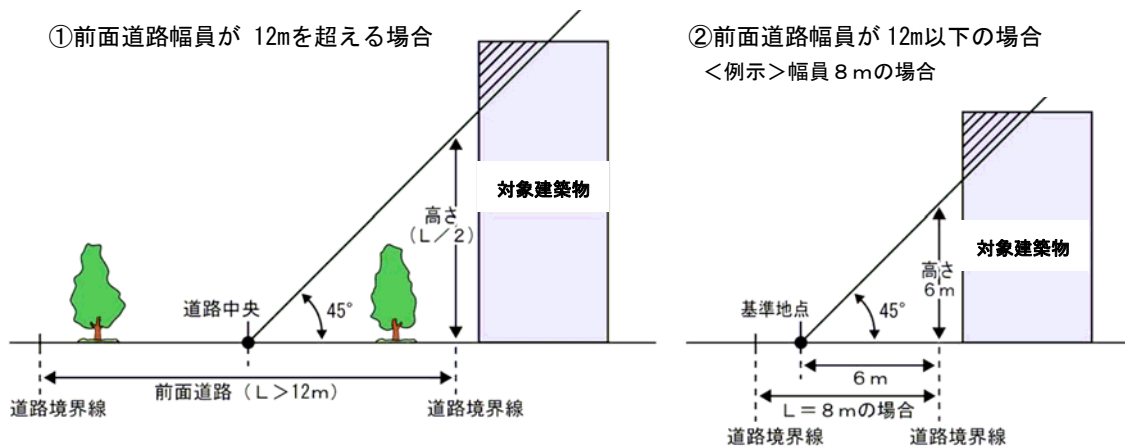 ①前面道路幅員が 12mを超える場合
対象建築物
高さ
(L/2)
道路中央
45°
前面道路(L>12m)
道路境界線
道路境界線
②前面道路幅員が12m以下の場合
<例示>幅員8mの場合
対象建築物
高さ
6m
基準地点
45°
6m
L=8mの場合
道路境界線
道路境界線